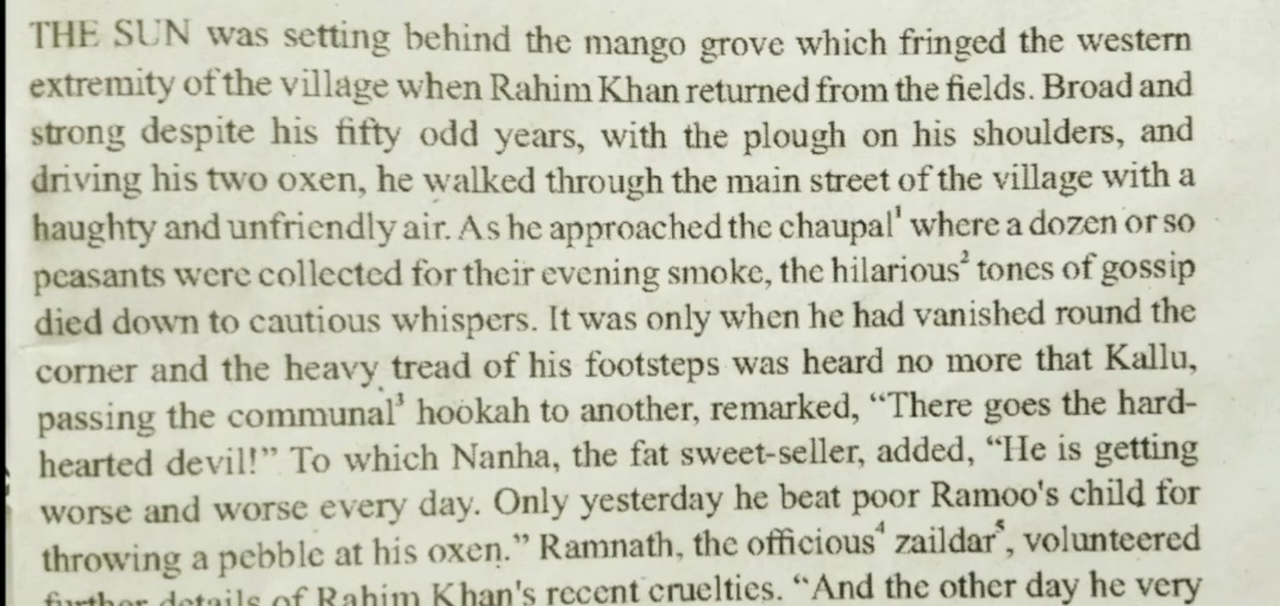 THE SUN was setting behind the mango grove which fringed the western
extremity of the village when Rahim Khan returned from the fields. Broad and
strong despite his fifty odd years, with the plough on his shoulders, and
driving his two oxen, he walked through the main street of the village with a
haughty and unfriendly air. As he approached the chaupal¹ where a dozen or so
peasants were collected for their evening smoke, the hilarious² tones of gossip
died down to cautious whispers. It was only when he had vanished round the
corner and the heavy tread of his footsteps was heard no more that Kallu,
passing the communal³ hookah to another, remarked, “There goes the hard-
hearted devil!” To which Nanha, the fat sweet-seller, added, “He is getting
worse and worse every day. Only yesterday he beat poor Ramoo's child for
throwing a pebble at his oxen.” Ramnath, the officious⁴ zaildar⁵, volunteered
further details of Rahim Khan's recent cruelties. “And the other day he very